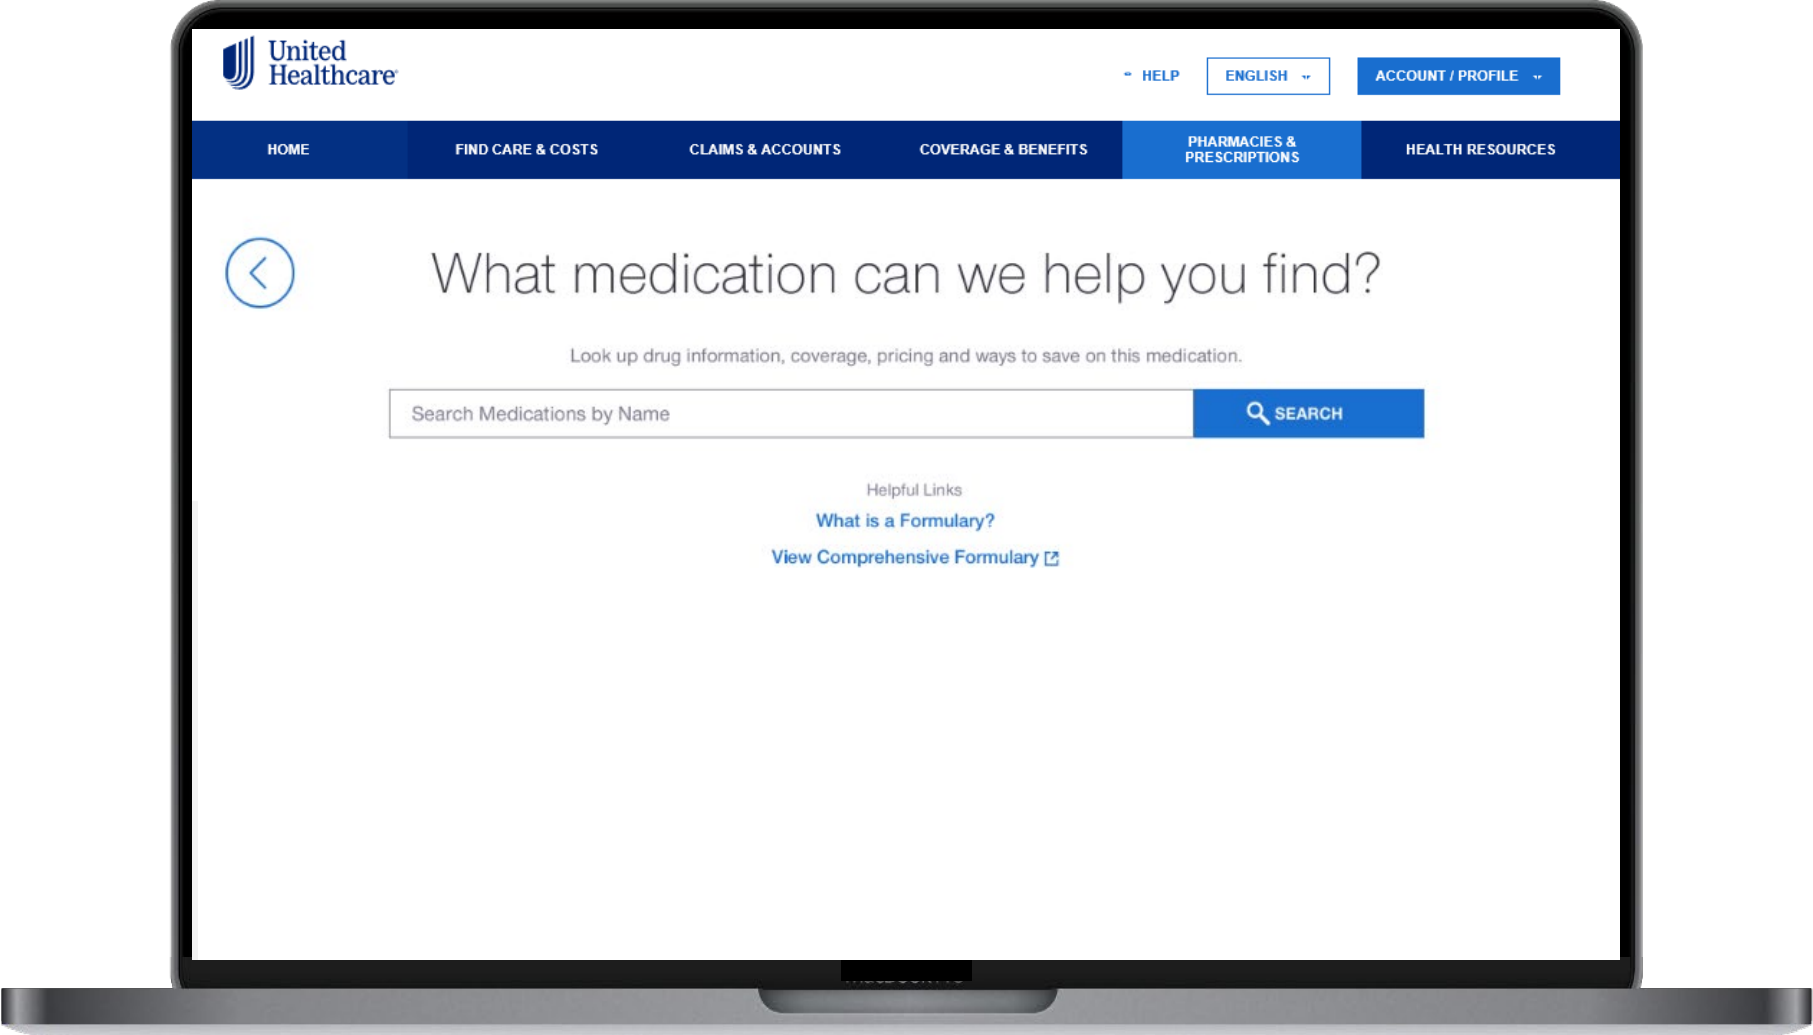 United
Healthcare
HELP
ENGLISH
ACCOUNT / PROFILE
HOME
FIND CARE & COSTS
CLAIMS & ACCOUNTS
COVERAGE & BENEFITS
PHARMACIES &
PRESCRIPTIONS
HEALTH RESOURCES
What medication can we help you find?
Look up drug information, coverage, pricing and ways to save on this medication.
Search Medications by Name
SEARCH
Helpful Links
What is a Formulary?
View Comprehensive Formulary